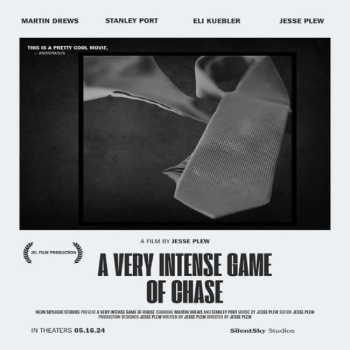 MARTIN DREWS STANLEY PORT ELI KUEBLER JESSE PLEW
THIS IS A PRETTY COOL MOVIE.
— ANONYMOUS
A FILM BY JESSE PLEW
A VERY INTENSE GAME
OF CHASE
NEON SKYLIGHT STUDIOS PRESENT A VERY INTENSE GAME OF CHASE STARRING MARTIN DREWS AND STANLEY PORT MUSIC BY JESSE PLEW EDITOR JESSE PLEW
PRODUCTION DESIGNER JESSE PLEW WRITTEN BY JESSE PLEW DIRECTED BY JESSE PLEW
IN THEATERS 05.16.24
SilentSky Studios